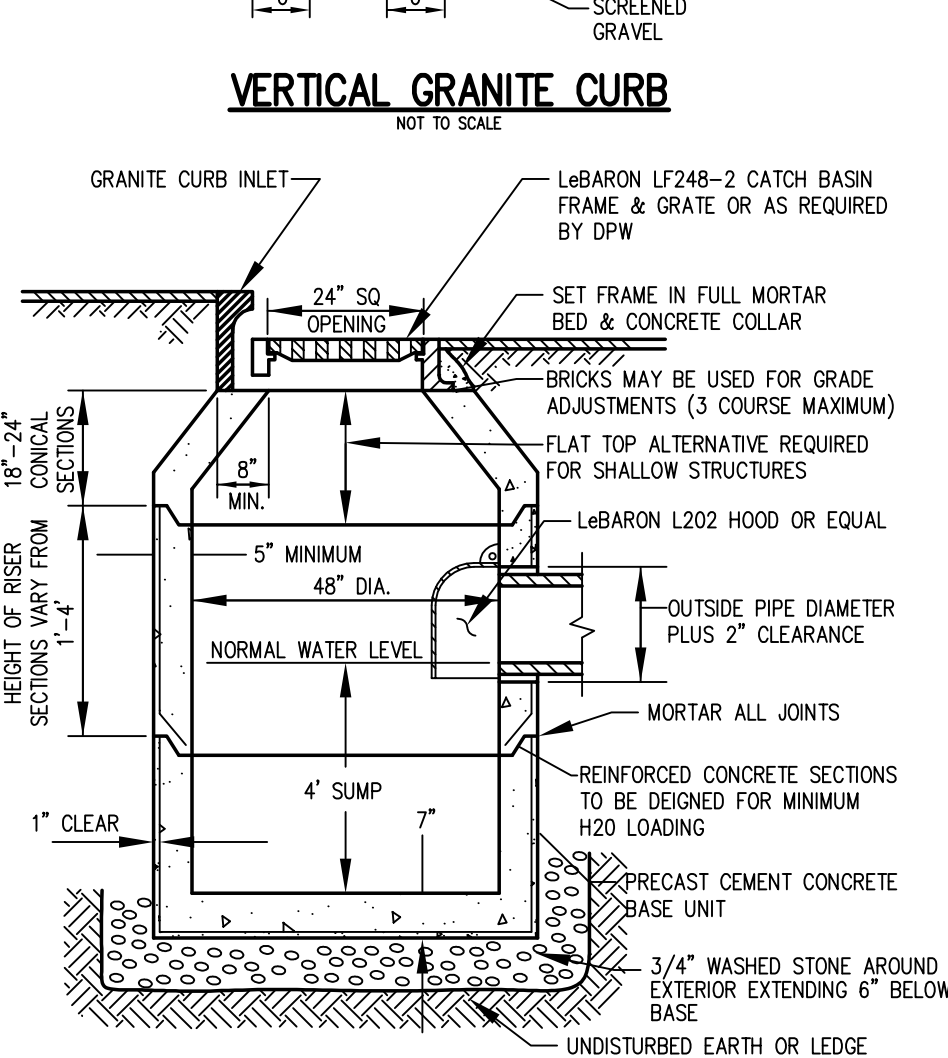 SCREENED
GRAVEL
VERTICAL GRANITE CURB
NOT TO SCALE
GRANITE CURB INLET
LeBARON LF248-2 CATCH BASIN
FRAME & GRATE OR AS REQUIRED
BY DPW
24" SQ
OPENING
SET FRAME IN FULL MORTAR
BED & CONCRETE COLLAR
BRICKS MAY BE USED FOR GRADE
ADJUSTMENTS (3 COURSE MAXIMUM)
18"-24"
CONICAL
SECTIONS
8"
MIN.
FLAT TOP ALTERNATIVE REQUIRED
FOR SHALLOW STRUCTURES
LeBARON L202 HOOD OR EQUAL
5" MINIMUM
48" DIA.
HEIGHT OF RISER
SECTIONS VARY FROM
1'-4'
OUTSIDE PIPE DIAMETER
PLUS 2" CLEARANCE
NORMAL WATER LEVEL
MORTAR ALL JOINTS
REINFORCED CONCRETE SECTIONS
TO BE DEIGNED FOR MINIMUM
H20 LOADING
4' SUMP
7"
1" CLEAR
PRECAST CEMENT CONCRETE
BASE UNIT
3/4" WASHED STONE AROUND
EXTERIOR EXTENDING 6" BELOW
BASE
UNDISTURBED EARTH OR LEDGE